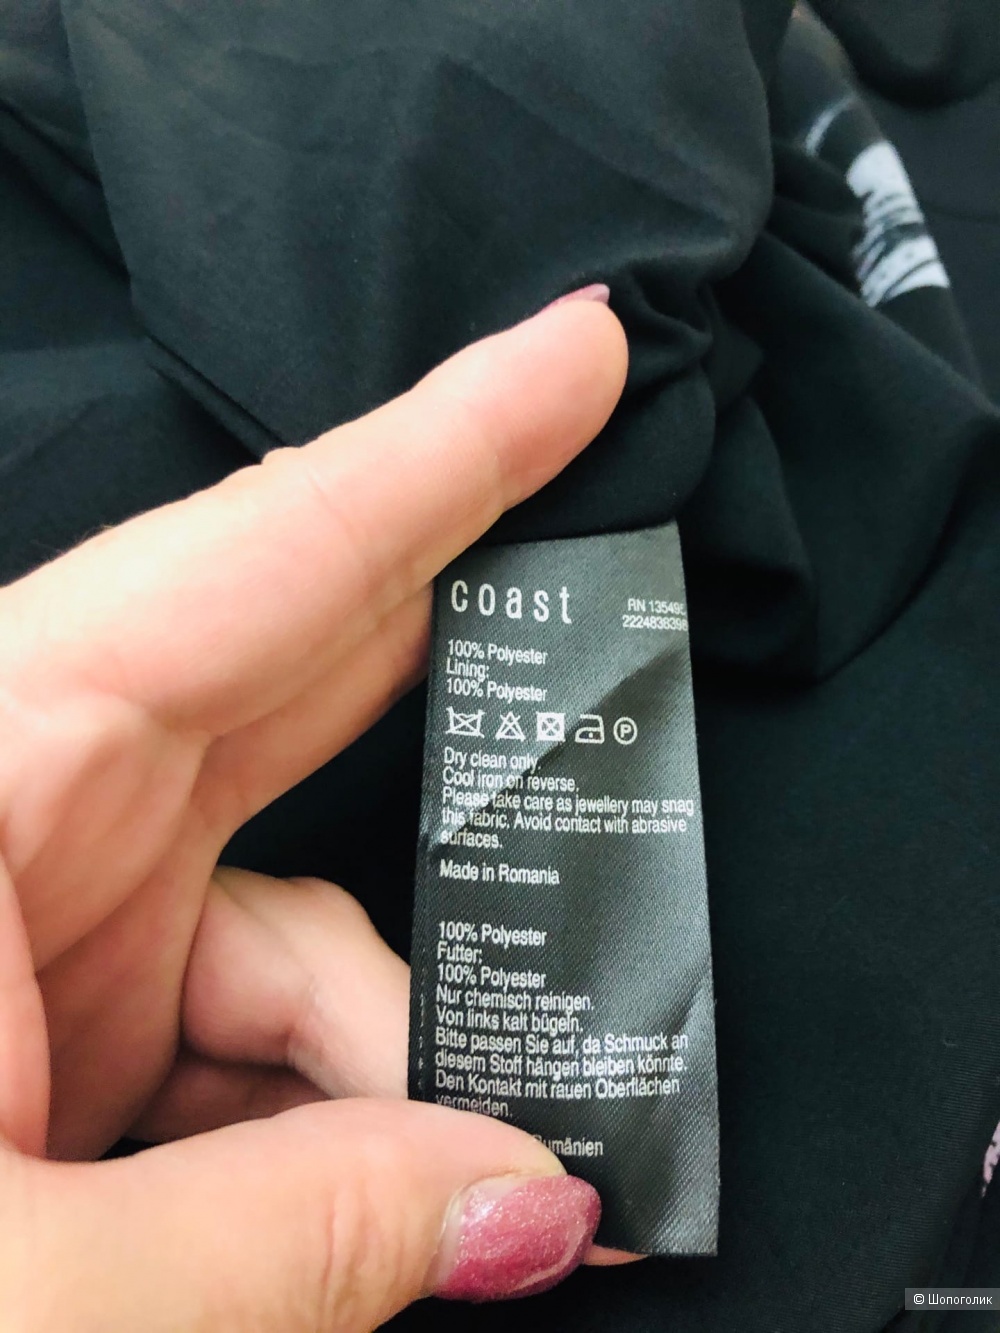 coast
RN 135495
2224838398
100% Polyester
Lining:
100% Polyester
P
Dry clean only.
Cool iron on reverse.
Please take care as jewellery may snag
this fabric. Avoid contact with abrasive
surfaces.
Made in Romania
100% Polyester
Futter:
100% Polyester
Nur chemisch reinigen.
Von links kalt bügeln.
Bitte passen Sie auf, da Schmuck an
diesem Stoff hängen bleiben könnte.
Den Kontakt mit rauen Oberflächen
vermeiden.
Rumänien
© Шопоголик